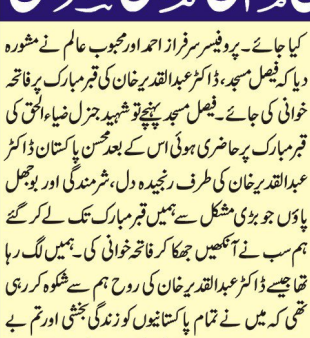 کیا جائے۔ پروفیسر سرفراز احمد اور محبوب عالم نے مشورہ
دیا کہ فیصل مسجد، ڈاکٹر عبدالقدیر خان کی قبر مبارک پر فاتحہ
خوانی کی جائے۔ فیصل مسجد پہنچے تو شہید جنرل ضیاءالحق کی
قبر مبارک پر حاضری ہوئی اس کے بعد محسن پاکستان ڈاکٹر
عبدالقدیر خان کی طرف رنجیدہ دل، شرمندگی اور بوجھل
پاؤں جو بڑی مشکل سے ہمیں قبر مبارک تک لے کر گئے
ہم سب نے آنکھیں جھکا کر فاتحہ خوانی کی۔ ہمیں لگ رہا
تھا جیسے ڈاکٹر عبدالقدیر خان کی روح ہم سے شکوہ کر رہی
تھی کہ میں نے تمام پاکستانیوں کو زندگی بخشی اور تم بے